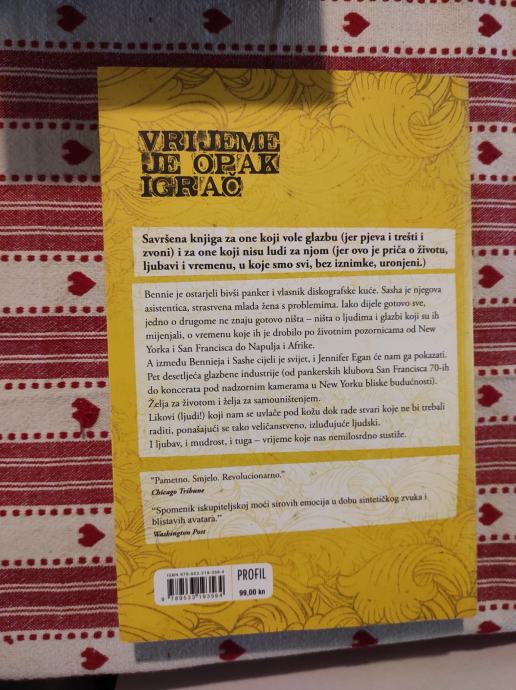 VRIJEME
JE OPAK
IGRAČ
Savršena knjiga za one koji vole glazbu (jer pjeva i trešti i
zvoni) i za one koji nisu ludi za njom (jer ovo je priča o životu,
ljubavi i vremenu, u koje smo svi, bez iznimke, uronjeni.)
Bennie je ostarjeli bivši panker i vlasnik diskografske kuće. Sasha je njegova
asistentica, strastvena mlada žena s problemima. Iako dijele gotovo sve,
jedno o drugome ne znaju gotovo ništa – ništa o ljudima i glazbi koji su ih
mijenjali, o vremenu koje ih je drobilo po životnim pozornicama od New
Yorka i San Francisca do Napulja i Afrike.
A između Bennieja i Sashe cijeli je svijet, i Jennifer Egan će nam ga pokazati.
Pet desetljeća glazbene industrije (od pankerskih klubova San Francisca 70-ih
do koncerata pod nadzornim kamerama u New Yorku bliske budućnosti).
Želja za životom i želja za samouništenjem.
Likovi (ljudi!) koji nam se uvlače pod kožu dok rade stvari koje ne bi trebali
raditi, ponašajući se tako veličanstveno, izluđujuće ljudski.
I ljubav, i mudrost, i tuga – vrijeme koje nas nemilosrdno sustiže.
"Pametno. Smjelo. Revolucionarno."
Chicago Tribune
"Spomenik iskupiteljskoj moći sirovih emocija u dobu sintetičkog zvuka i
blistavih avatara."
Washington Post
PROFIL
99,00 kn